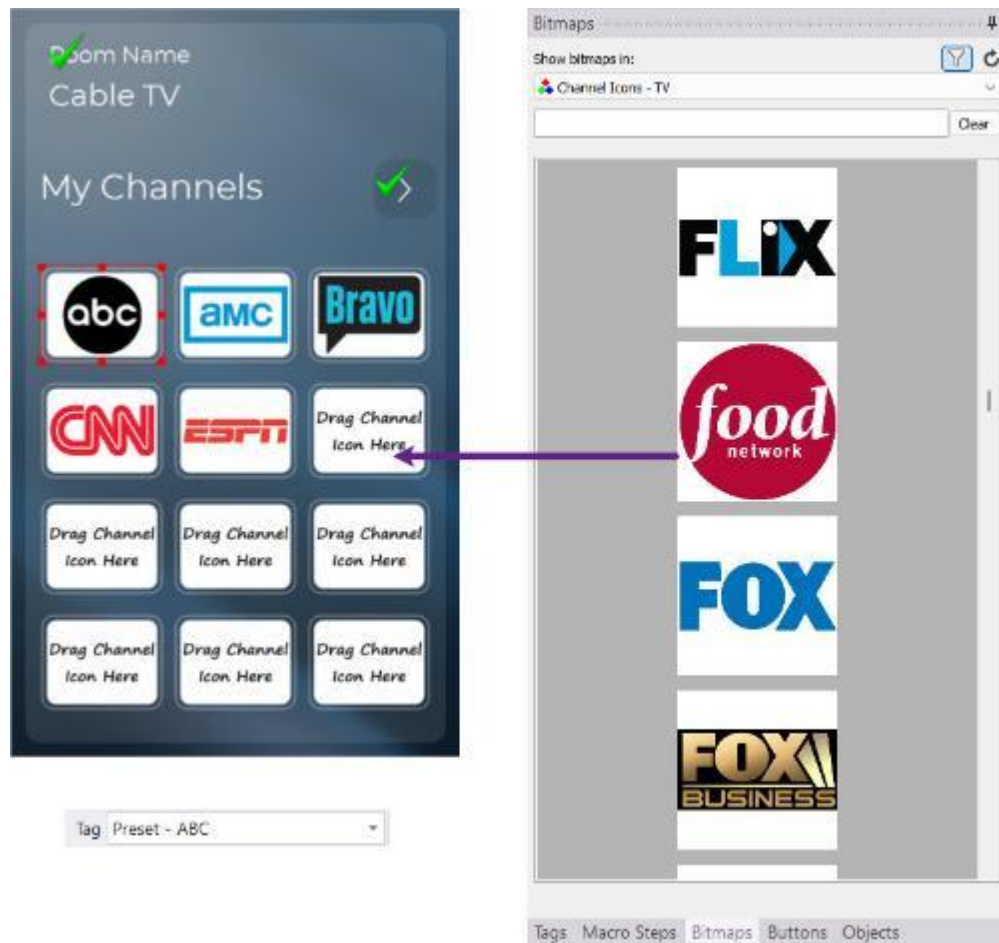 Room Name
Cable TV
My Channels
abc
aMC
Bravo
CNN
ESPN
Drag Channel
Icon Here
Drag Channel
Icon Here
Drag Channel
Icon Here
Drag Channel
Icon Here
Drag Channel
Icon Here
Drag Channel
Icon Here
Drag Channel
Icon Here
Tag Preset - ABC
Bitmaps
Show bitmaps in:
Channel Icons - TV
Clear
FLiX
food
network
FOX
FOX
BUSINESS
Tags Macro Steps Bitmaps Buttons Objects